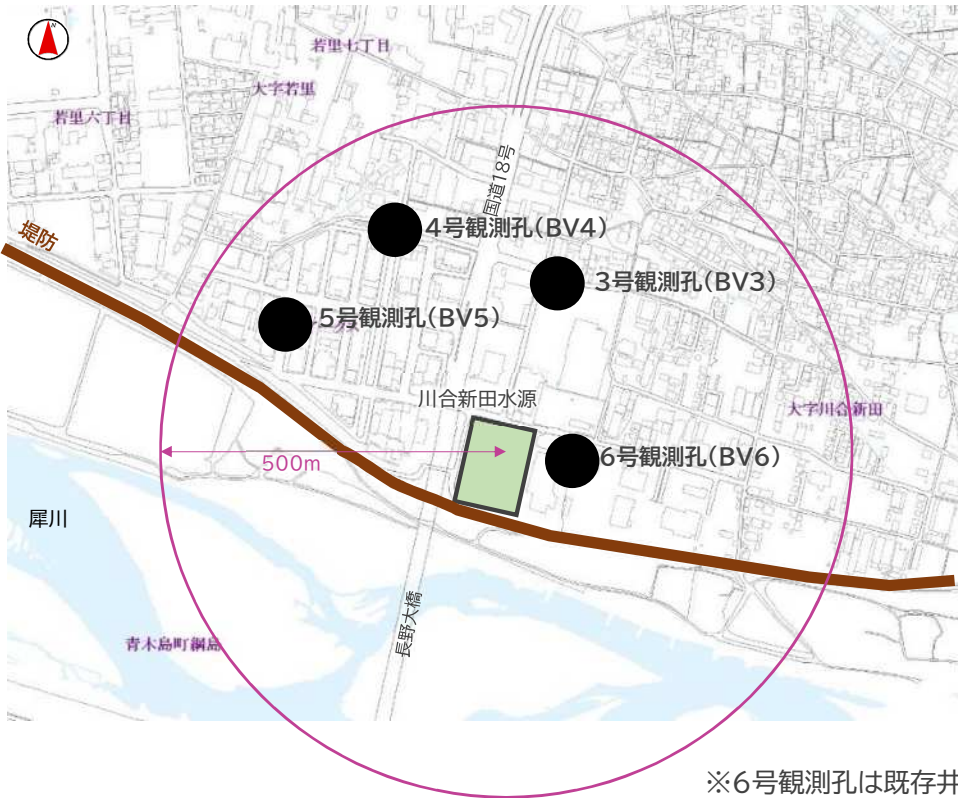 N
若里七丁目
大字若里
若里六丁目
国道18号
4号観測孔(BV4)
堤防
3号観測孔(BV3)
5号観測孔(BV5)
川合新田水源
大字川合新田
500m
6号観測孔(BV6)
犀川
長野大橋
青木島町綱島
※6号観測孔は既存井